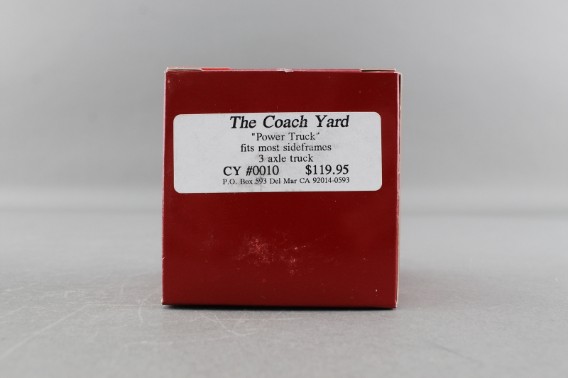 The Coach Yard
"Power Truck"
fits most sideframes
3 axle truck
CY #0010 $119.95
P.O. Box 593 Del Mar CA 92014-0593